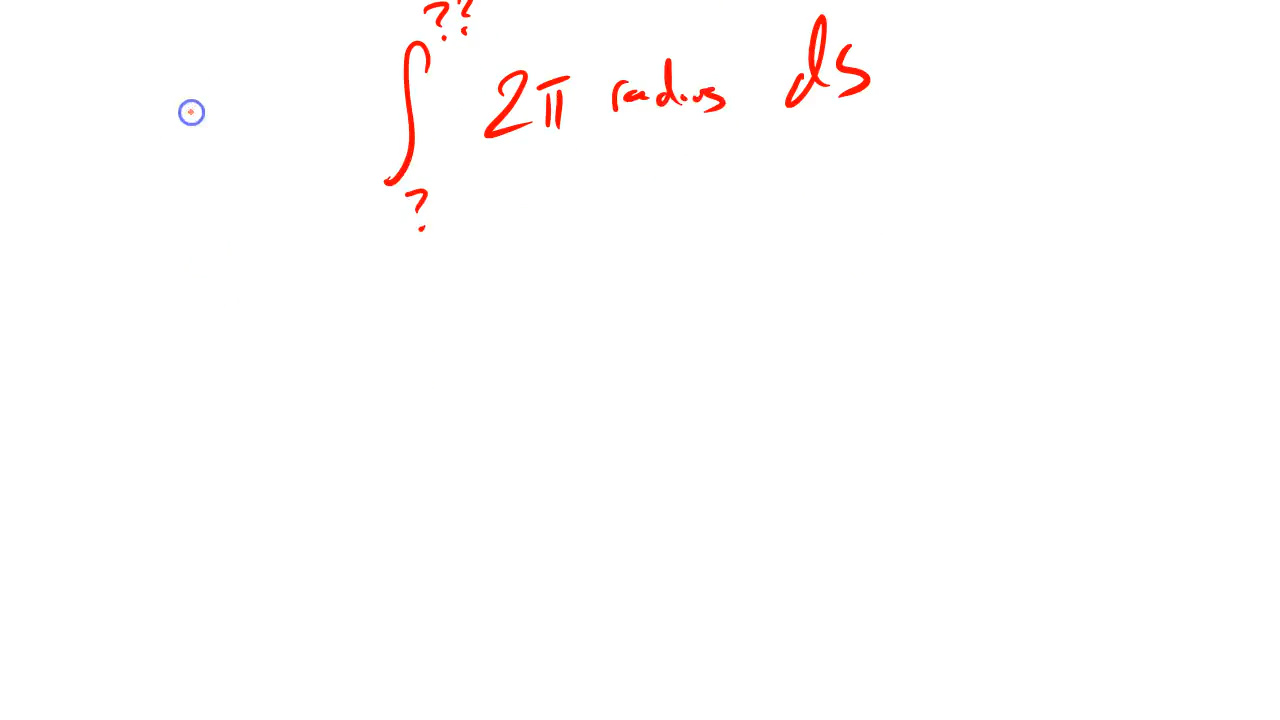 ??
∫ 2π radius ds
?